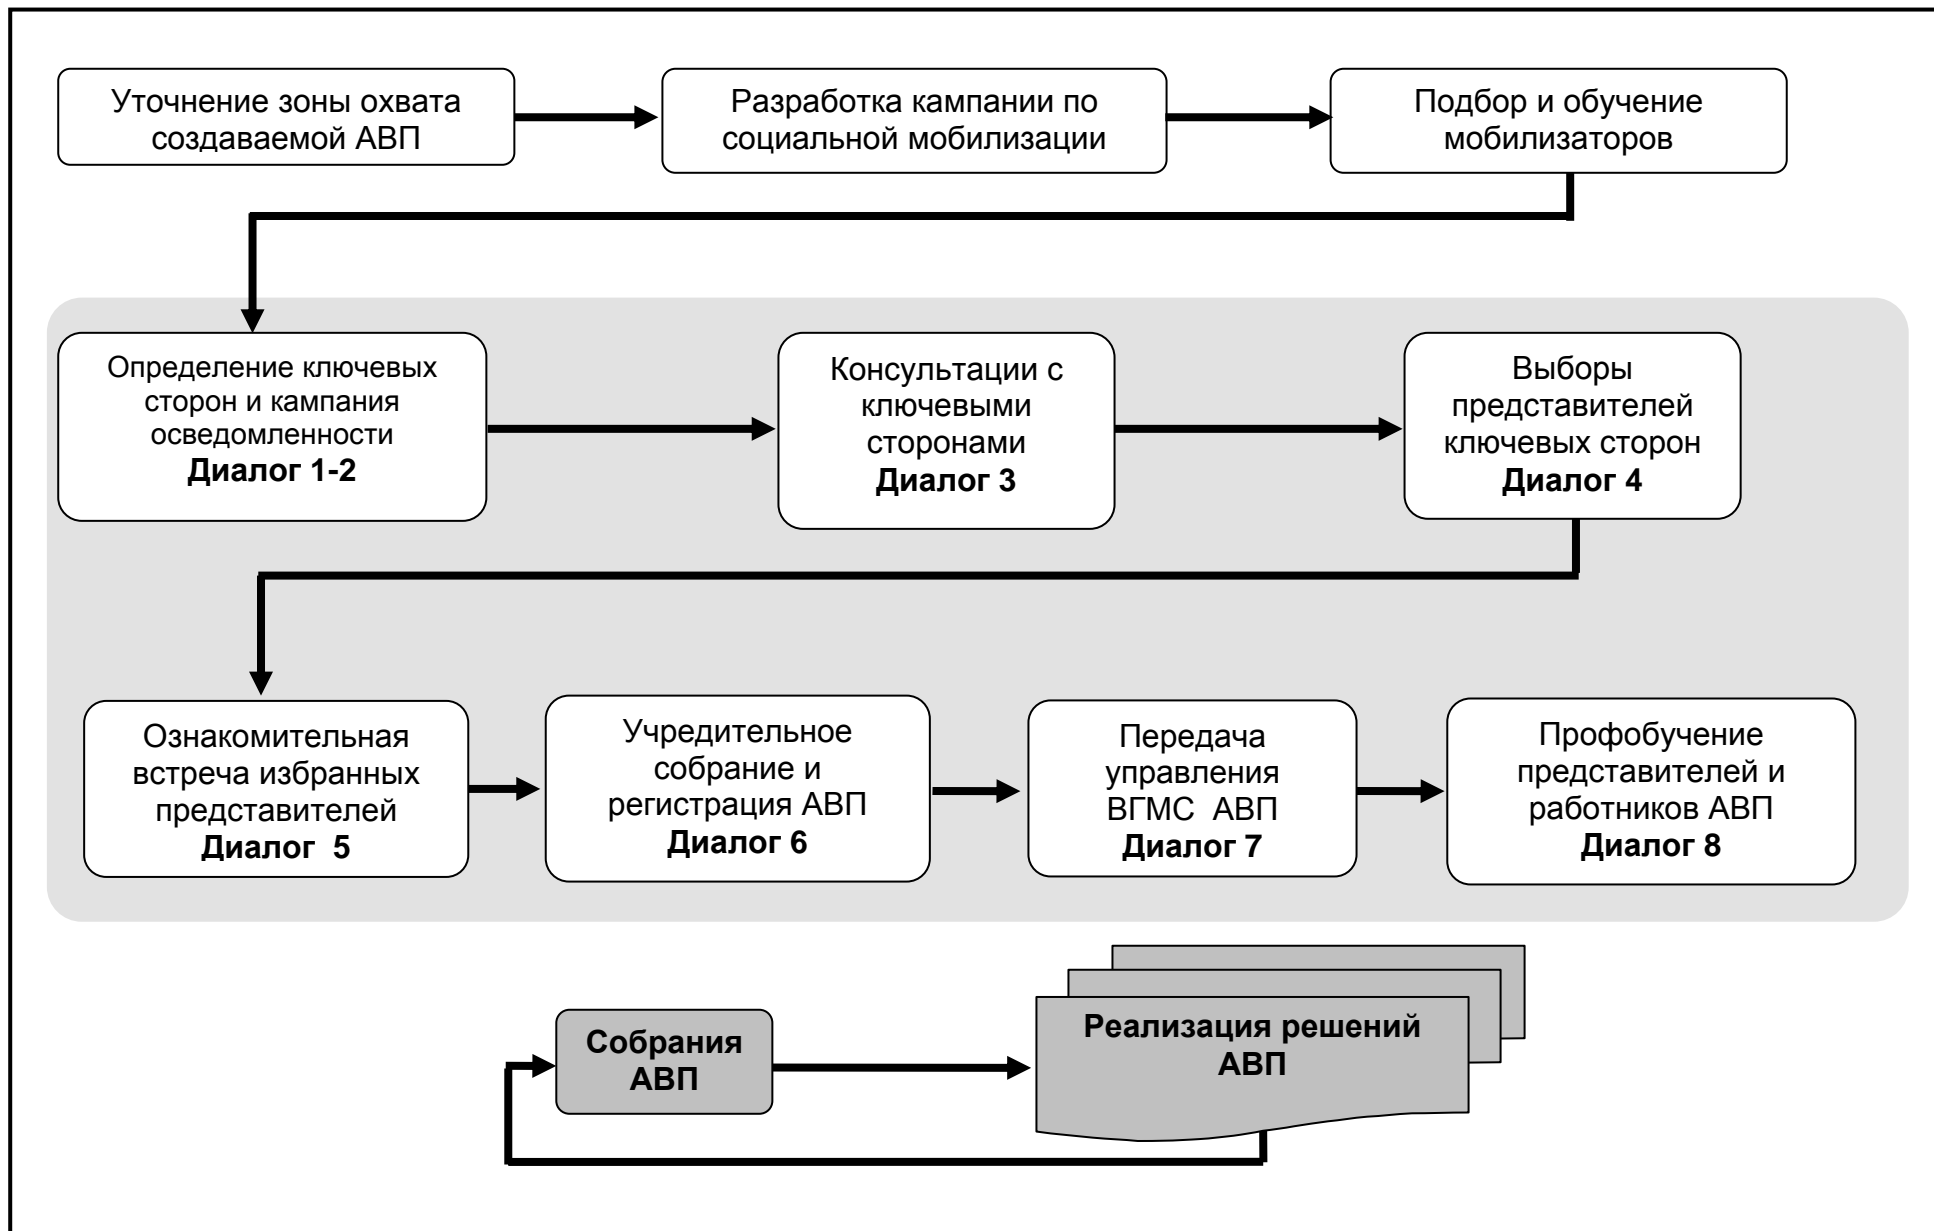 Уточнение зоны охвата
создаваемой АВП
Разработка кампании по
социальной мобилизации
Подбор и обучение
мобилизаторов
Определение ключевых
сторон и кампания
осведомленности
Диалог 1-2
Консультации с
ключевыми
сторонами
Диалог 3
Выборы
представителей
ключевых сторон
Диалог 4
Ознакомительная
встреча избранных
представителей
Диалог 5
Учредительное
собрание и
регистрация АВП
Диалог 6
Передача
управления
ВГМС АВП
Диалог 7
Профобучение
представителей и
работников АВП
Диалог 8
Собрания
АВП
Реализация решений
АВП